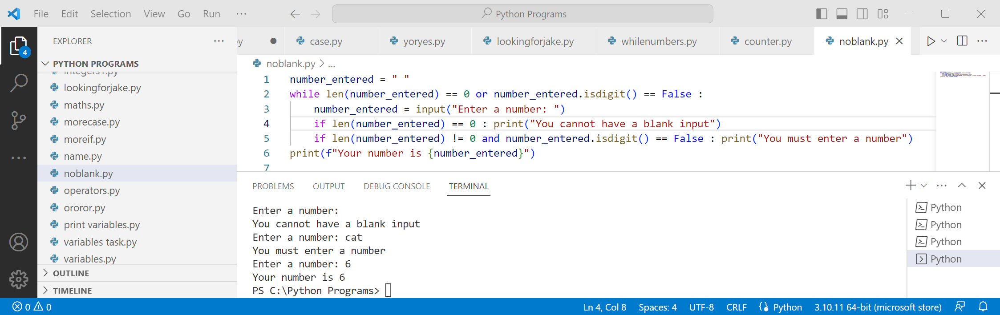 File Edit Selection View Go Run ...
Python Programs
EXPLORER ...
4
PYTHON PROGRAMS
integers1.py
lookingforjake.py
maths.py
morecase.py
moreif.py
name.py
noblank.py
operators.py
ororor.py
print variables.py
variables task.py
variables.py
OUTLINE
TIMELINE
py case.py yoryes.py lookingforjake.py whilenumbers.py counter.py noblank.py
noblank.py > ...
1 number_entered = " "
2 while len(number_entered) == 0 or number_entered.isdigit() == False :
3 number_entered = input("Enter a number: ")
4 if len(number_entered) == 0 : print("You cannot have a blank input")
5 if len(number_entered) != 0 and number_entered.isdigit() == False : print("You must enter a number")
6 print(f"Your number is {number_entered}")
7
PROBLEMS OUTPUT DEBUG CONSOLE TERMINAL
Enter a number:
You cannot have a blank input
Enter a number: cat
You must enter a number
Enter a number: 6
Your number is 6
PS C:\Python Programs>
Python
Python
Python
Python
0 0 Ln 4, Col 8 Spaces: 4 UTF-8 CRLF Python 3.10.11 64-bit (microsoft store)